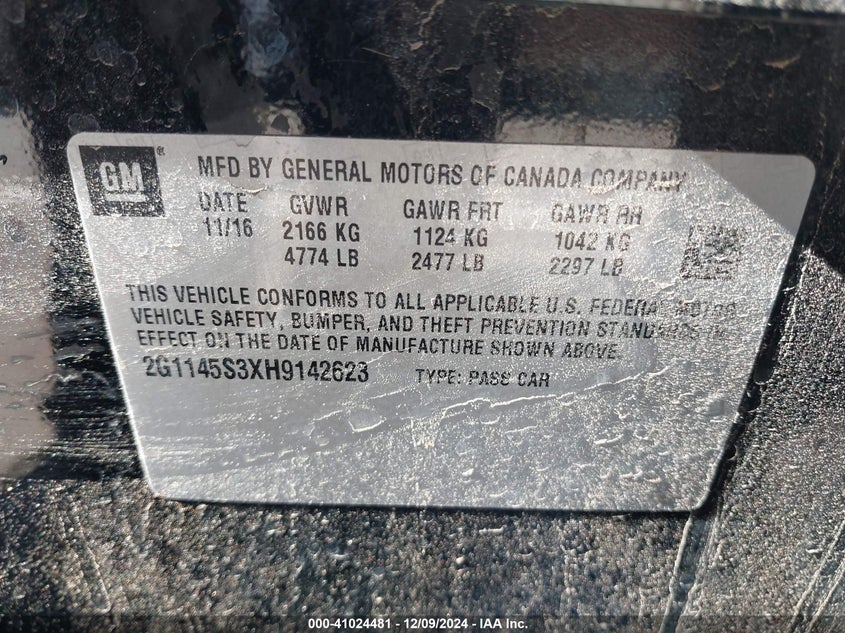 GM ® MFD BY GENERAL MOTORS OF CANADA COMPANY
DATE GVWR GAWR FRT GAWR RR
11/16 2166 KG 1124 KG 1042 KG
4774 LB 2477 LB 2297 LB
THIS VEHICLE CONFORMS TO ALL APPLICABLE U.S. FEDERAL MOTOR
VEHICLE SAFETY, BUMPER, AND THEFT PREVENTION STANDARDS IN
EFFECT ON THE DATE OF MANUFACTURE SHOWN ABOVE
2G1145S3XH9142623 TYPE: PASS CAR
000-41024481 - 12/09/2024 - IAA Inc.